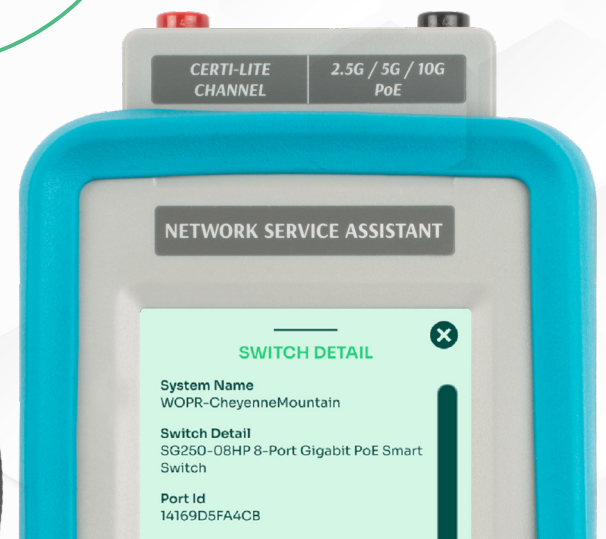 CERTI-LITE
CHANNEL
2.5G / 5G / 10G
PoE
NETWORK SERVICE ASSISTANT
SWITCH DETAIL
System Name
WOPR-CheyenneMountain
Switch Detail
SG250-08HP 8-Port Gigabit PoE Smart
Switch
Port Id
14169D5FA4CB